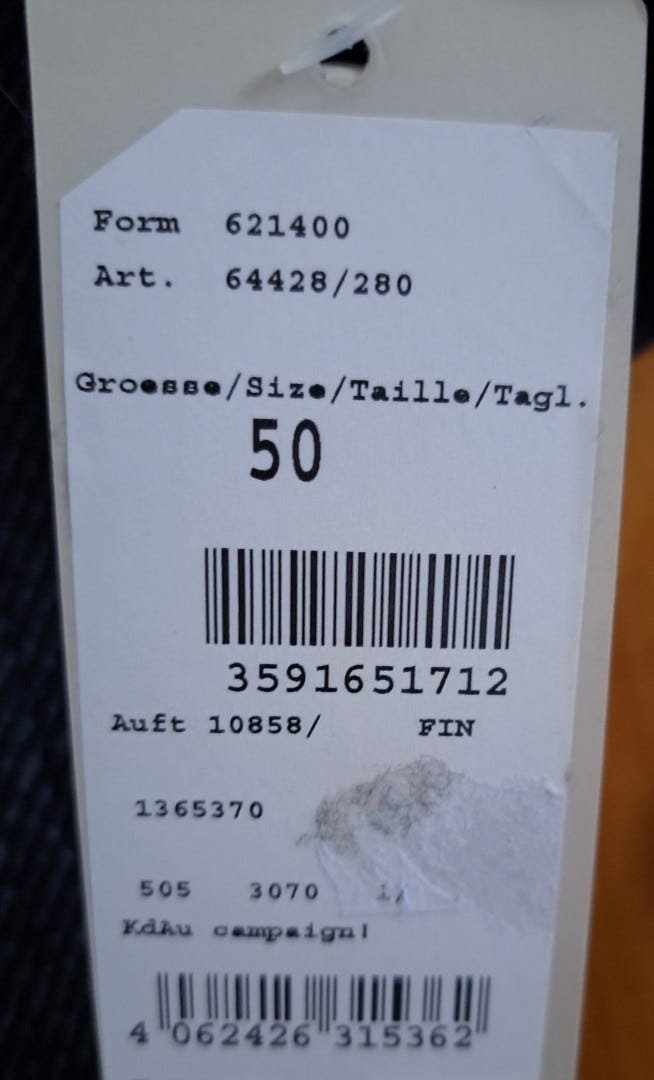 Form 621400
Art. 64428/280
Groesse/Size/Taille/Tagl.
50
3591651712
Auft 10858/ FIN
1365370
505 3070 1/
KdAu campaign!
4 062426 315362